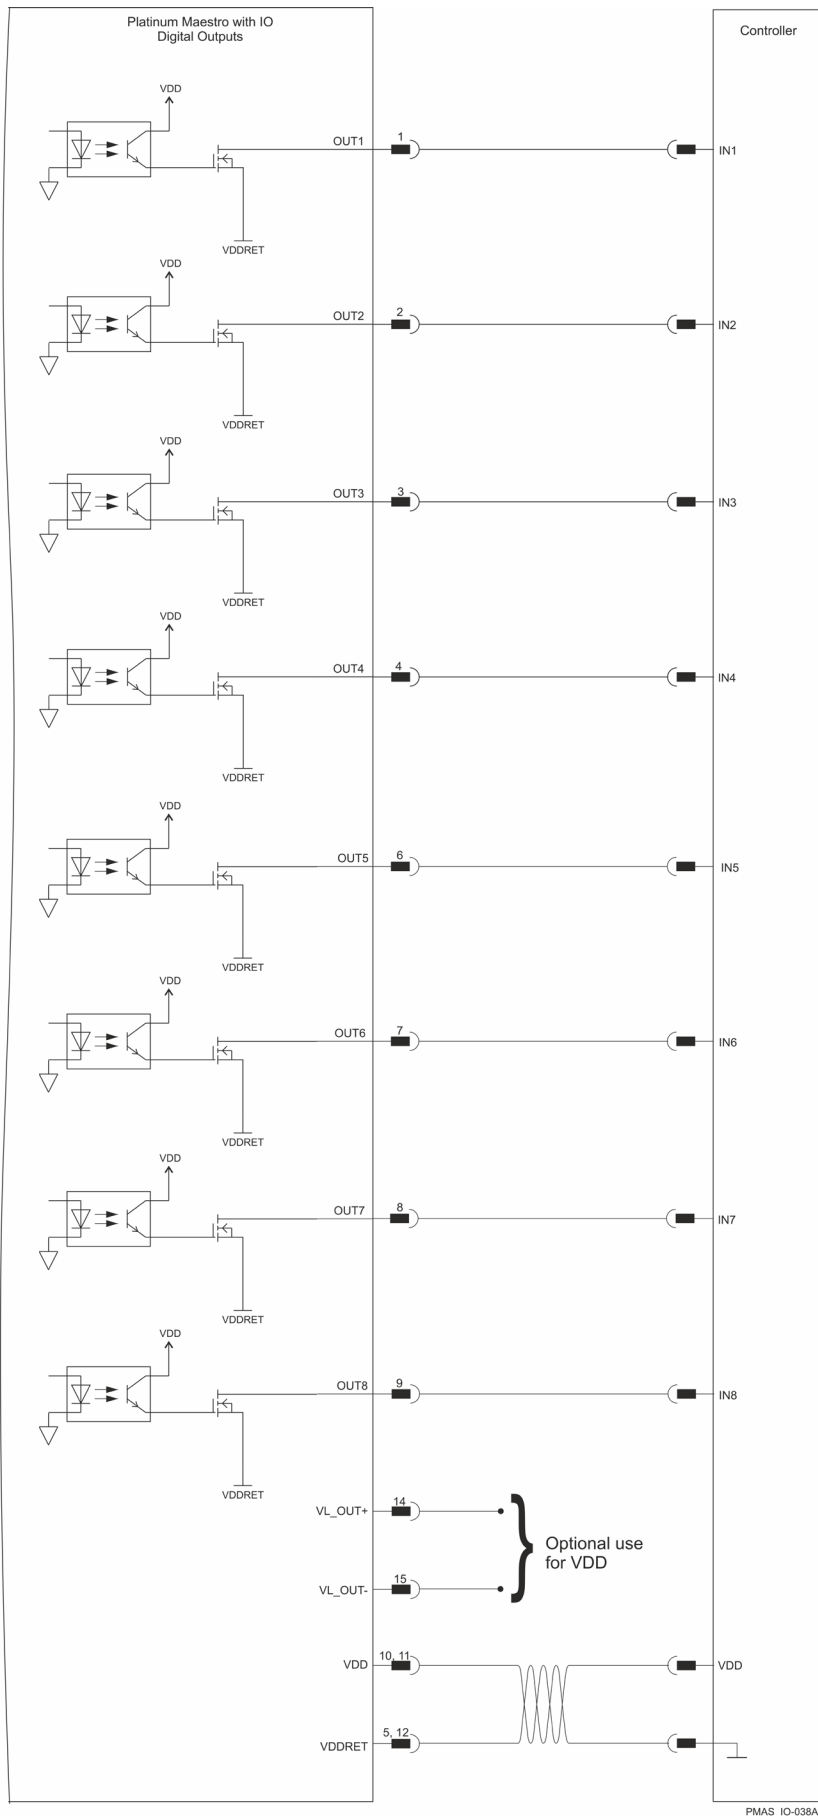 Platinum Maestro with IO
Digital Outputs
Controller
VDD
OUT1
1
IN1
VDDRET
VDD
OUT2
2
IN2
VDDRET
VDD
OUT3
3
IN3
VDDRET
VDD
OUT4
4
IN4
VDDRET
VDD
OUT5
6
IN5
VDDRET
VDD
OUT6
7
IN6
VDDRET
VDD
OUT7
8
IN7
VDDRET
VDD
OUT8
9
IN8
VDDRET
VL_OUT+
14
Optional use
for VDD
VL_OUT-
15
VDD
10, 11
VDD
VDDRET
5, 12
PMAS_IO-038A